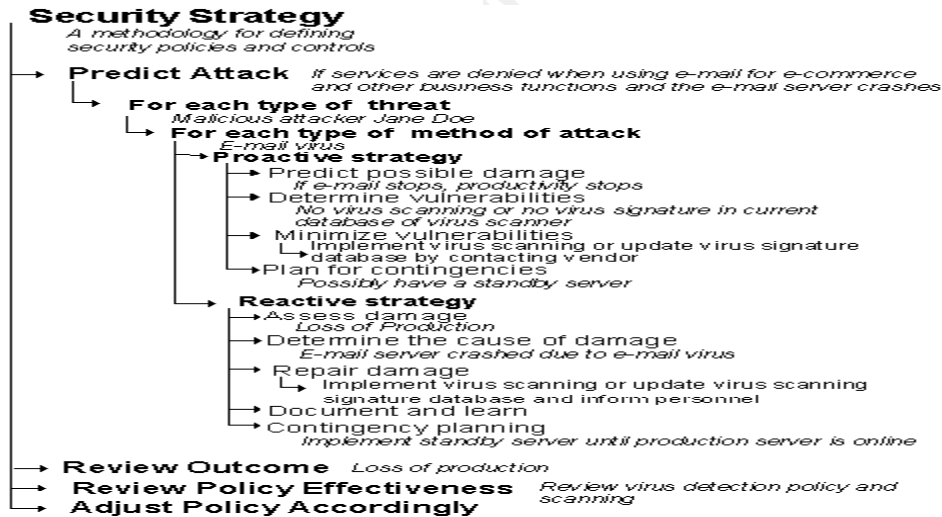 Security Strategy
A methodology for defining
security policies and controls
Predict Attack If services are denied when using e-mail for e-commerce
and other business functions and the e-mail server crashes
For each type of threat
Malicious attacker Jane Doe
For each type of method of attack
E-mail virus
Proactive strategy
Predict possible damage
If e-mail stops, productivity stops
Determine vulnerabilities
No virus scanning or no virus signature in current
database of virus scanner
Minimize vulnerabilities
Implement virus scanning or update virus signature
database by contacting vendor
Plan for contingencies
Possibly have a standby server
Reactive strategy
Assess damage
Loss of Production
Determine the cause of damage
E-mail server crashed due to e-mail virus
Repair damage
Implement virus scanning or update virus scanning
signature database and inform personnel
Document and learn
Contingency planning
Implement standby server until production server is online
Review Outcome Loss of production
Review Policy Effectiveness Review virus detection policy and
scanning
Adjust Policy Accordingly